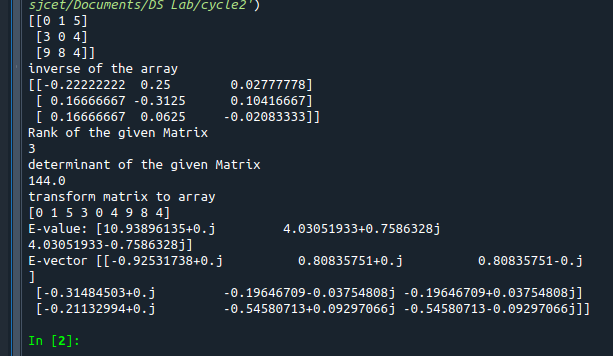 sjcet/Documents/DS Lab/cycle2')
[[0 1 5]
 [3 0 4]
 [9 8 4]]
inverse of the array
[[-0.22222222  0.25        0.02777778]
 [ 0.16666667 -0.3125      0.10416667]
 [ 0.16666667  0.0625     -0.02083333]]
Rank of the given Matrix
3
determinant of the given Matrix
144.0
transform matrix to array
[0 1 5 3 0 4 9 8 4]
E-value: [10.93896135+0.j         4.03051933+0.7586328j
4.03051933-0.7586328j]
E-vector [[-0.92531738+0.j          0.80835751+0.j          0.80835751-0.j
]
 [-0.31484503+0.j         -0.19646709-0.03754808j -0.19646709+0.03754808j]
 [-0.21132994+0.j         -0.54580713+0.09297066j -0.54580713-0.09297066j]]
In [2]: